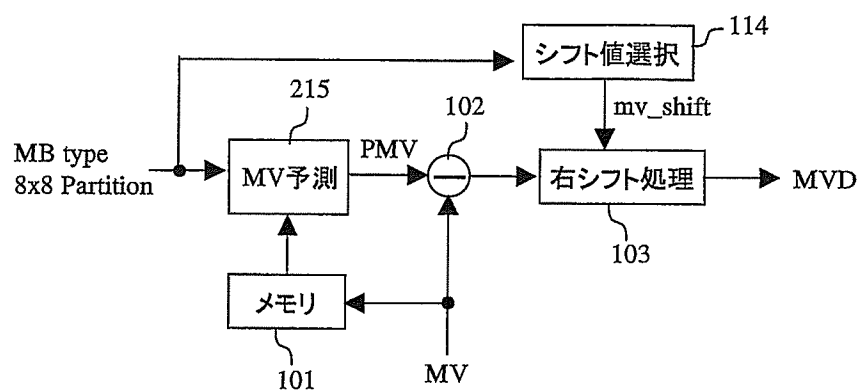 シフト値選択
114
mv_shift
215
102
MB type
8x8 Partition
MV予測
PMV
右シフト処理
MVD
103
メモリ
101
MV